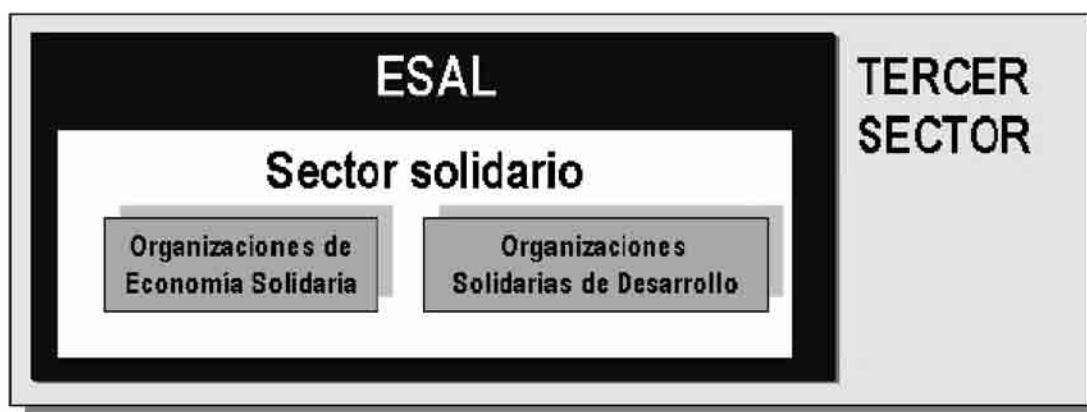 ESAL
TERCER
SECTOR
Sector solidario
Organizaciones de
Economía Solidaria
Organizaciones
Solidarias de Desarrollo